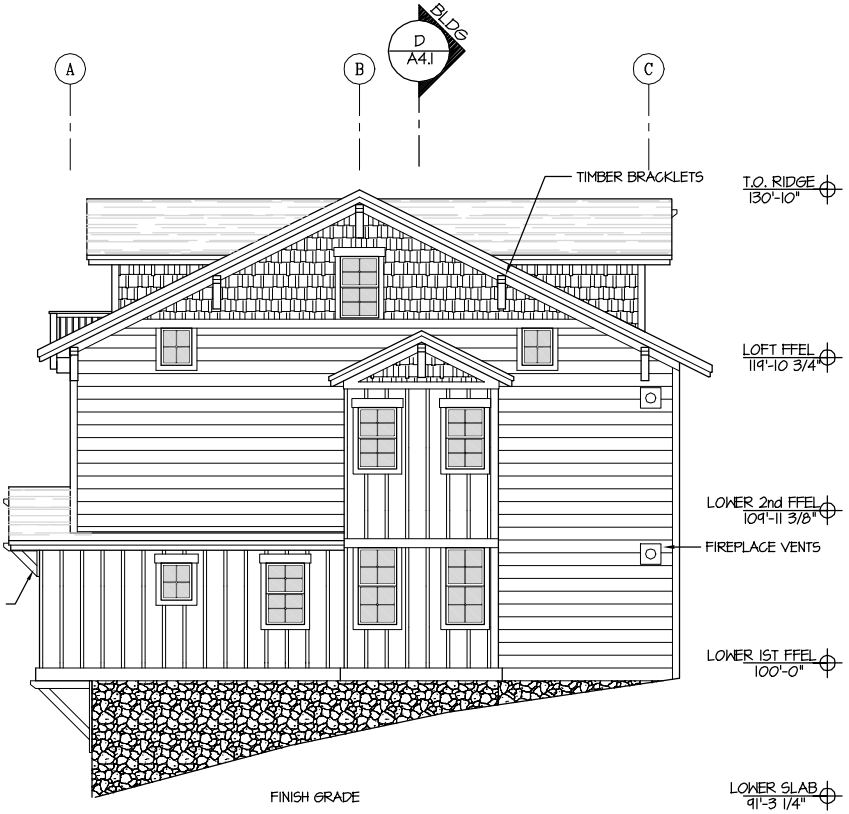 BLDG
D
A4.1
A
B
C
TIMBER BRACKLETS
T.O. RIDGE
130'-10"
LOFT FFEL
119'-10 3/4"
LOWER 2nd FFEL
109'-11 3/8"
FIREPLACE VENTS
LOWER 1ST FFEL
100'-0"
LOWER SLAB
91'-3 1/4"
FINISH GRADE